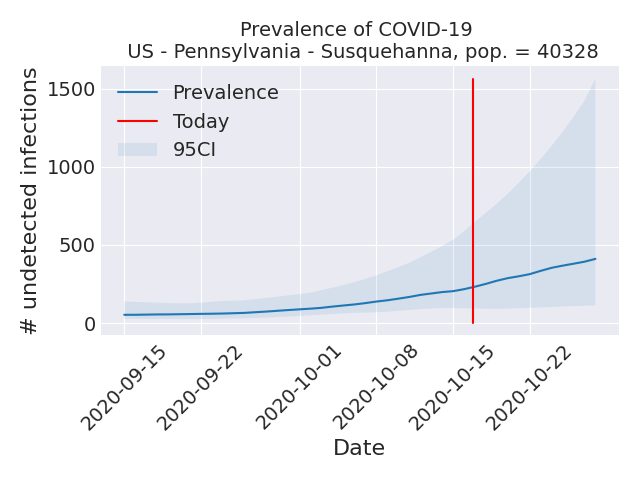 Prevalence of COVID-19
US - Pennsylvania - Susquehanna, pop. = 40328
# undetected infections
1500
1000
500
0
Prevalence
Today
95CI
2020-09-15
2020-09-22
2020-10-01
2020-10-08
2020-10-15
2020-10-22
Date